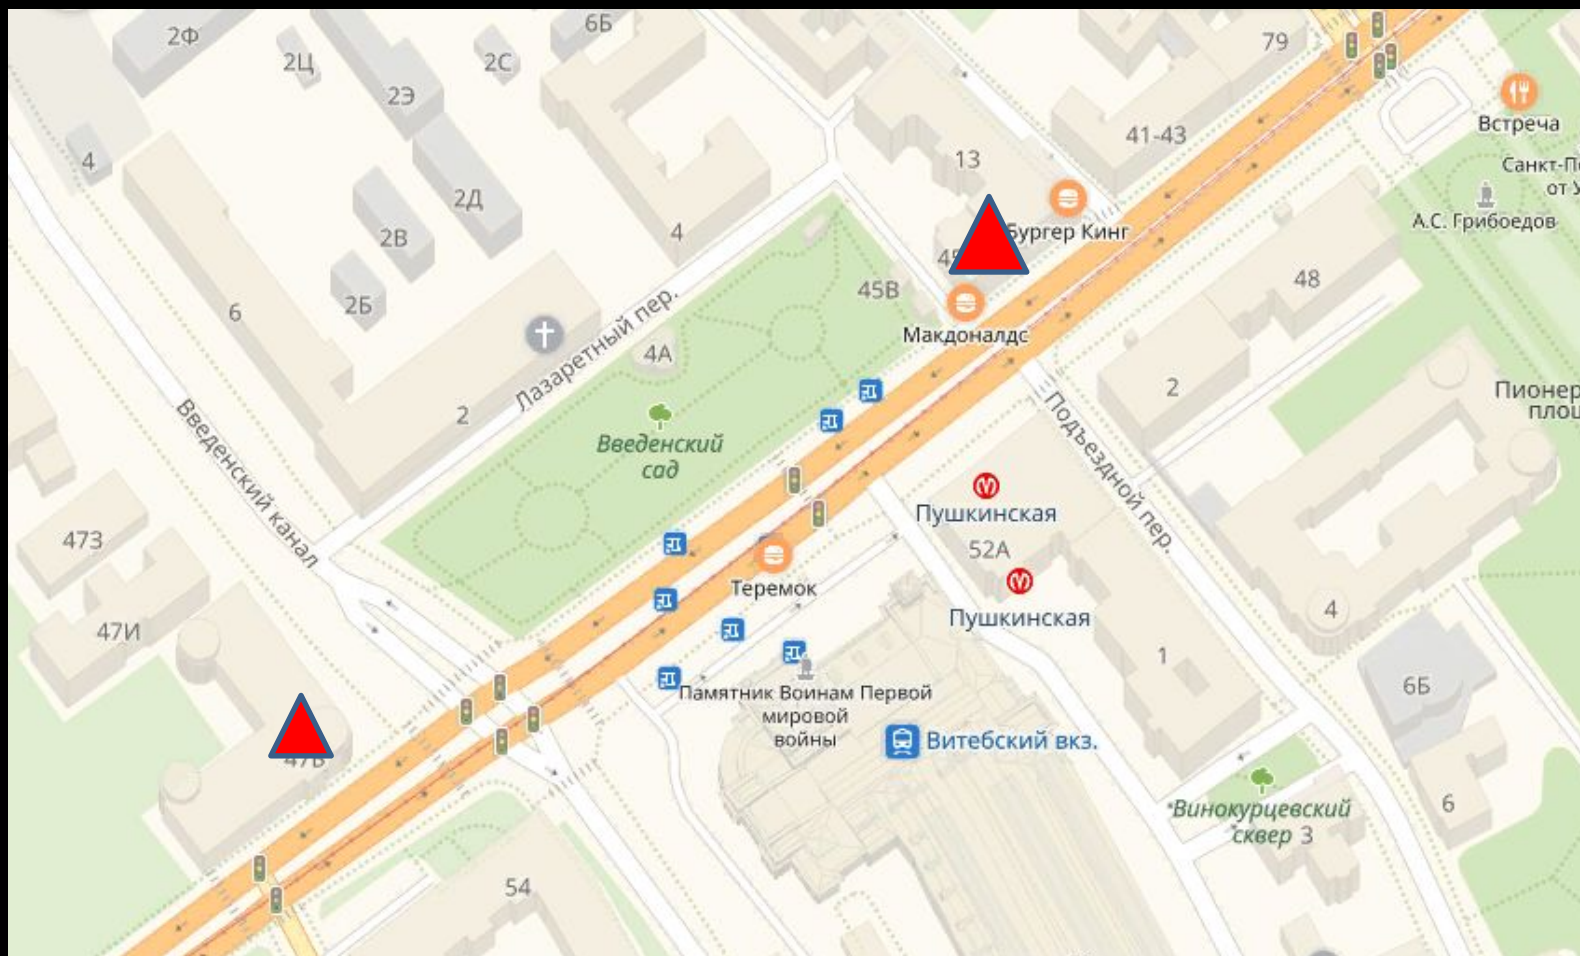 2Ф
6Б
79
2Ц
2С
2Э
Встреча
41-43
4
13
Санкт-П
от У
2Д
А.С. Грибоедов
4
Бургер Кинг
2В
45В
48
2Б
6
Макдоналдс
Лазаретный пер.
4А
2
2
Пионер
площ
Введенский
сад
Введенский канал
Подъездной пер.
Пушкинская
473
52А
Теремок
4
Пушкинская
47И
1
6Б
Памятник Воинам Первой
мировой
войны
Витебский вкз.
Винокурцевский
сквер 3
6
54